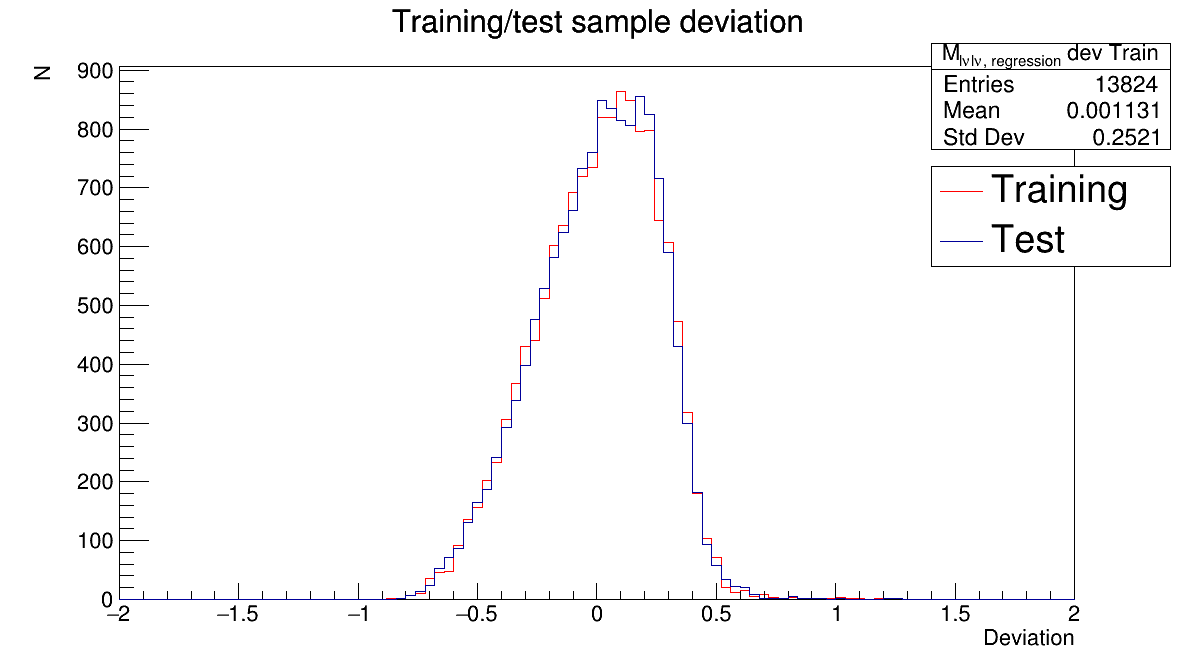 Training/test sample deviation
N
M_lνlν, regression dev Train
Entries 13824
Mean 0.001131
Std Dev 0.2521
Training
Test
900
800
700
600
500
400
300
200
100
0
−2 −1.5 −1 −0.5 0 0.5 1 1.5 2
Deviation